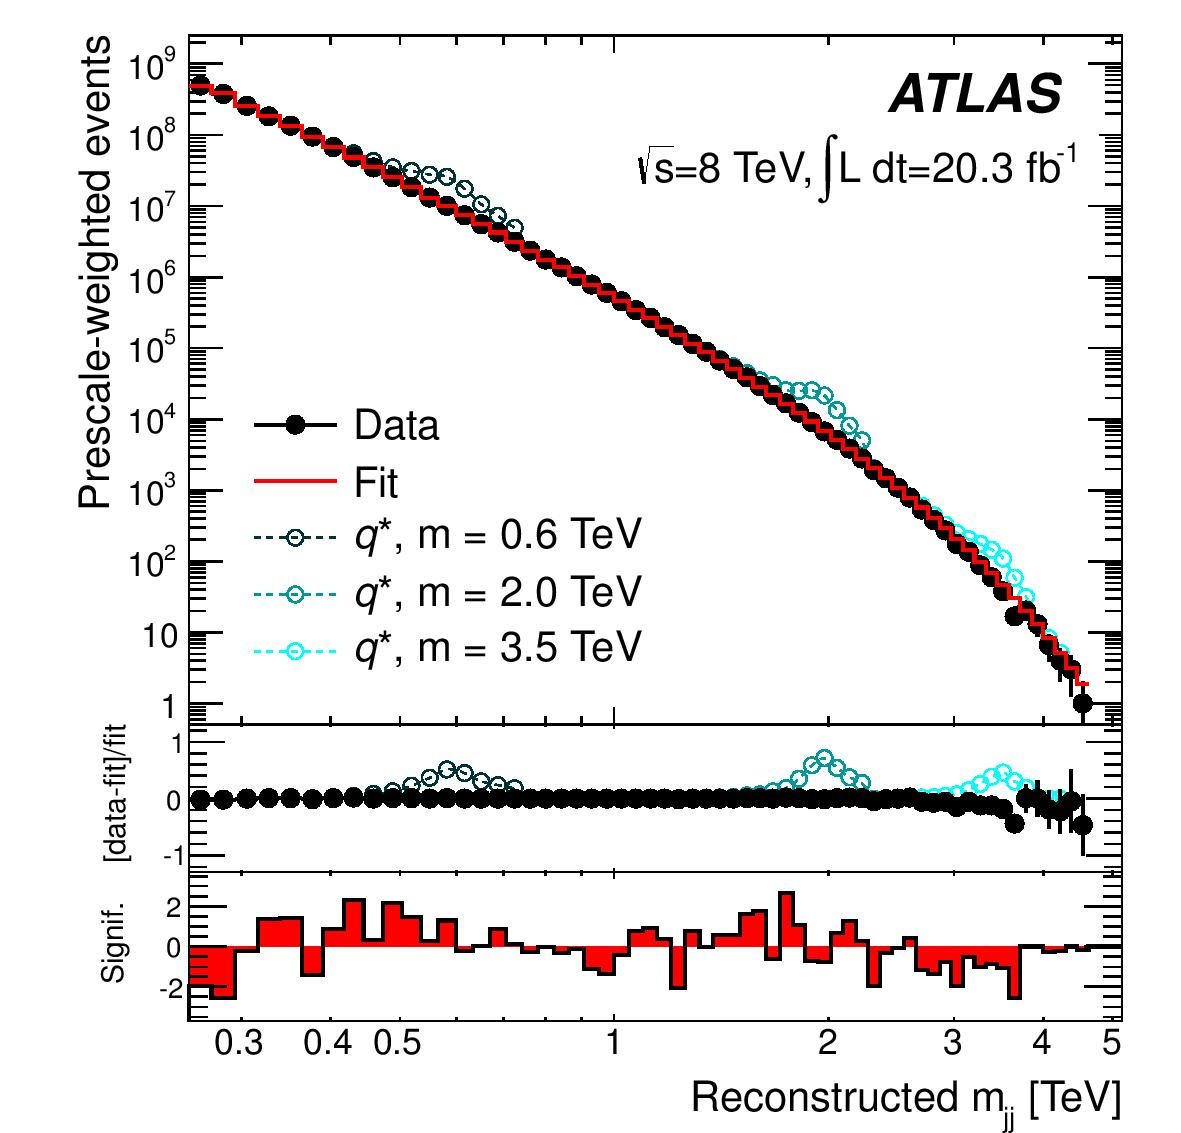 ATLAS
√s=8 TeV, ∫L dt=20.3 fb⁻¹
Prescale-weighted events
10⁹
10⁸
10⁷
10⁶
10⁵
10⁴
10³
10²
10
1
Data
Fit
q*, m = 0.6 TeV
q*, m = 2.0 TeV
q*, m = 3.5 TeV
[data-fit]/fit
1
0
-1
Signif.
2
0
-2
0.3 0.4 0.5 1 2 3 4 5
Reconstructed m_jj [TeV]